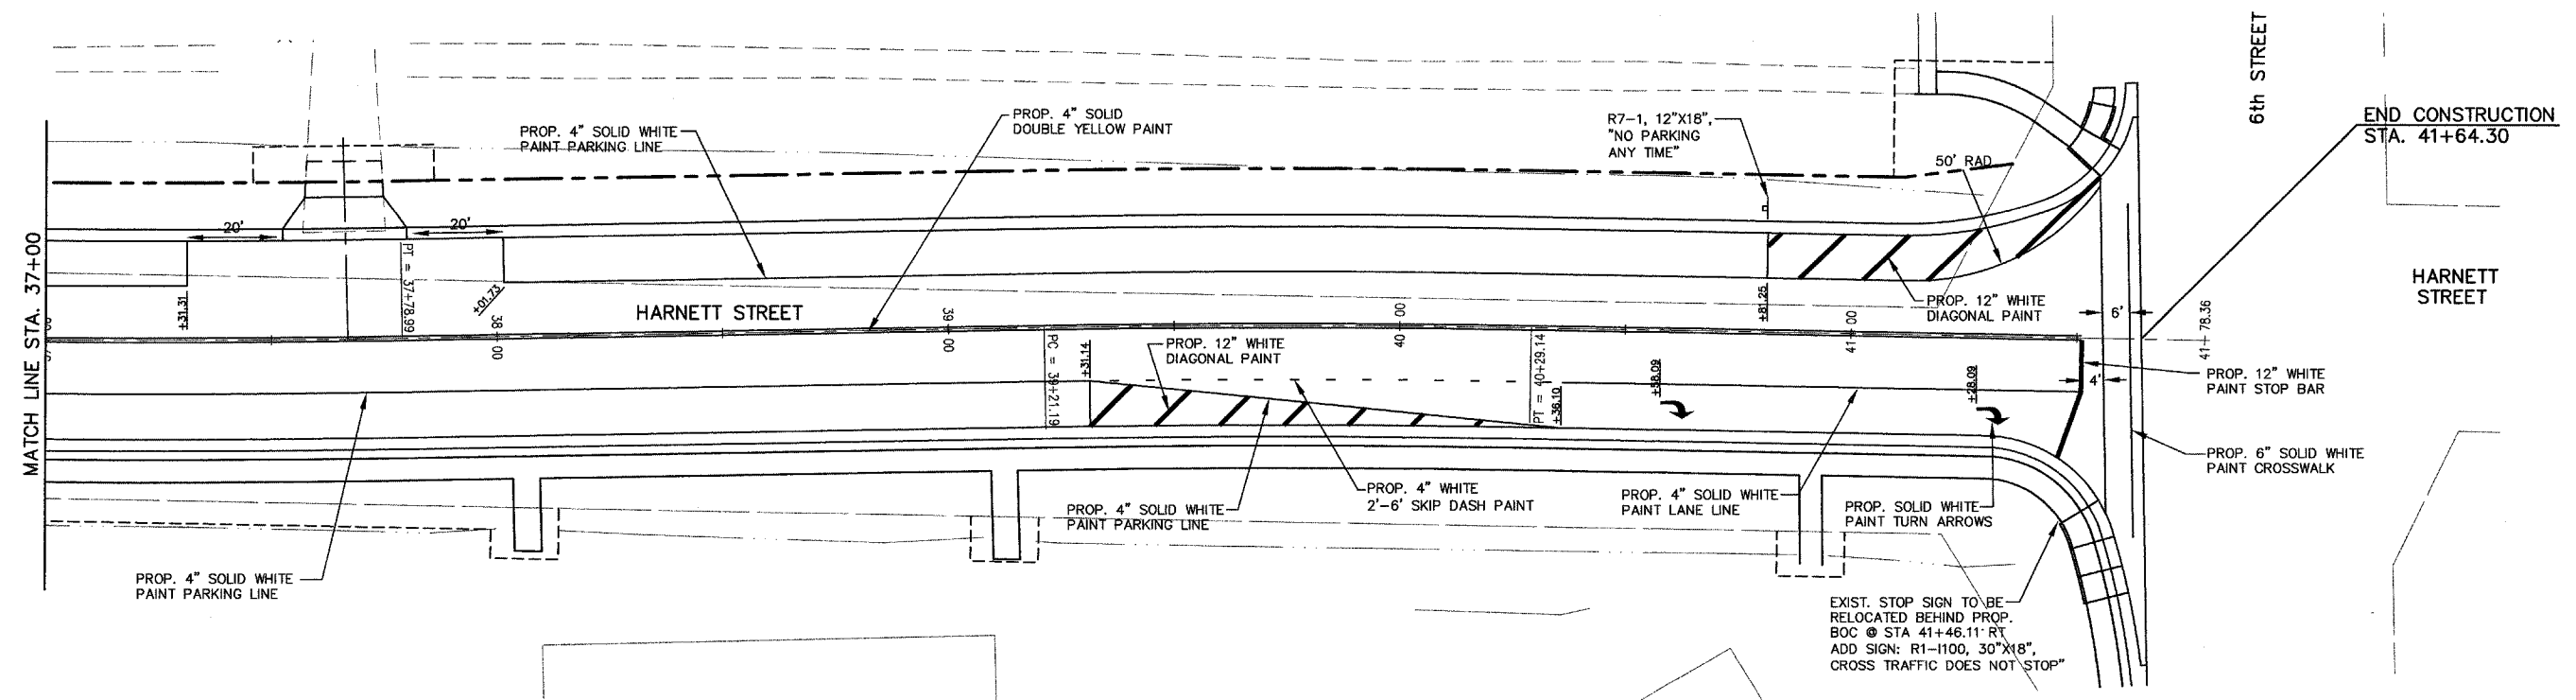 MATCH LINE STA. 37+00
PROP. 4" SOLID WHITE
PAINT PARKING LINE
PROP. 4" SOLID
DOUBLE YELLOW PAINT
R7-1, 12"X18",
"NO PARKING
ANY TIME"
50' RAD
6th STREET
END CONSTRUCTION
STA. 41+64.30
20'
20'
+31.31
PT = 37+78.99
+01.73
38+00
HARNETT STREET
39+00
PC = 39+21.19
+31.14
PROP. 12" WHITE
DIAGONAL PAINT
40+00
PT = 40+29.14
+36.10
+58.09
+81.25
41+00
PROP. 12" WHITE
DIAGONAL PAINT
+28.09
6'
4'
41+ 78.36
HARNETT
STREET
PROP. 12" WHITE
PAINT STOP BAR
PROP. 6" SOLID WHITE
PAINT CROSSWALK
PROP. 4" SOLID WHITE
PAINT PARKING LINE
PROP. 4" SOLID WHITE
PAINT PARKING LINE
PROP. 4" WHITE
2'-6' SKIP DASH PAINT
PROP. 4" SOLID WHITE
PAINT LANE LINE
PROP. SOLID WHITE
PAINT TURN ARROWS
EXIST. STOP SIGN TO BE
RELOCATED BEHIND PROP.
BOC @ STA 41+46.11' RT
ADD SIGN: R1-I100, 30"X18",
CROSS TRAFFIC DOES NOT STOP"